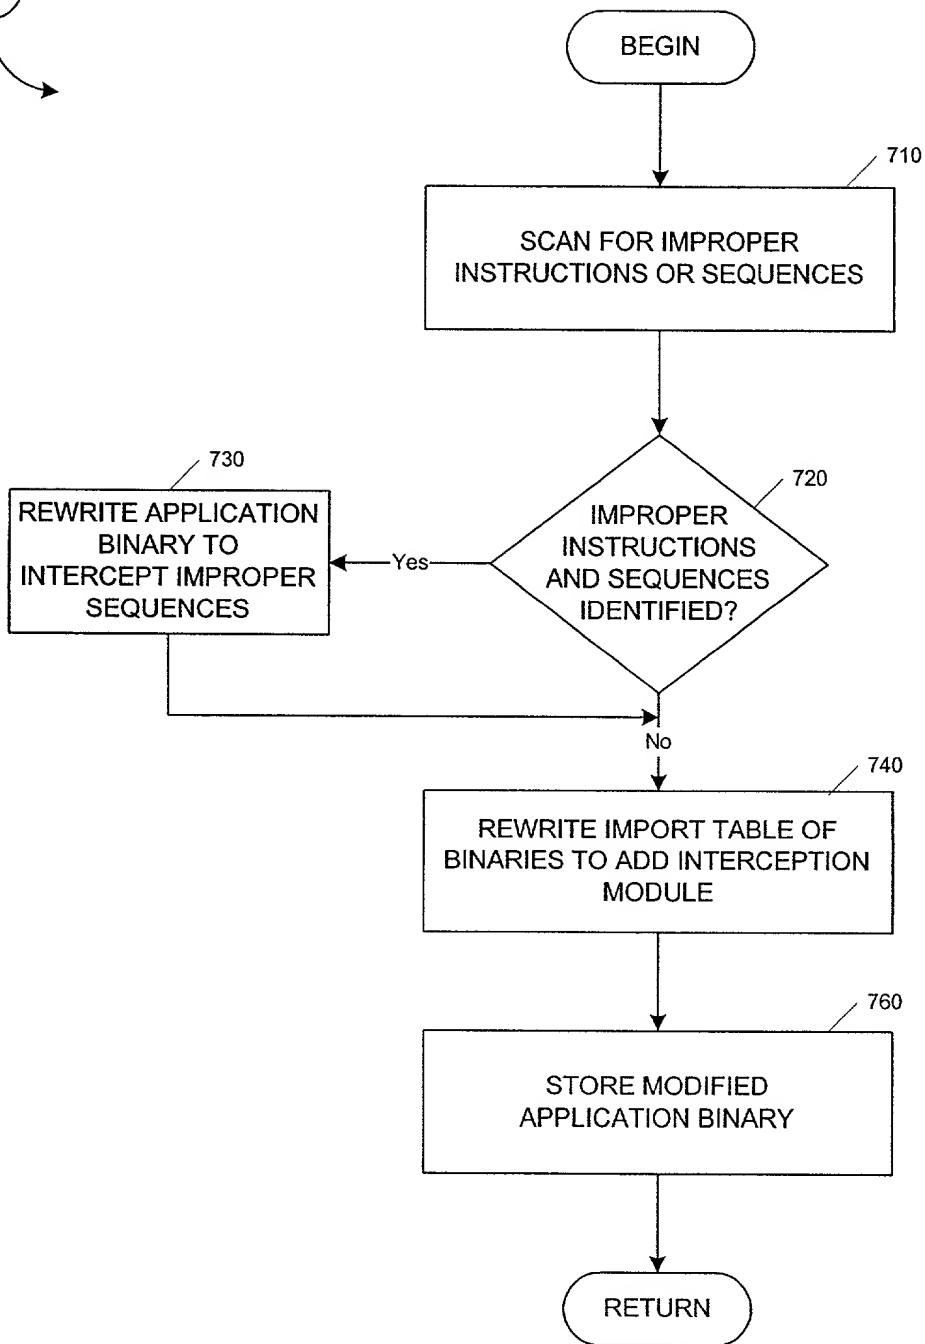 BEGIN
710
SCAN FOR IMPROPER
INSTRUCTIONS OR SEQUENCES
720
IMPROPER
INSTRUCTIONS
AND SEQUENCES
IDENTIFIED?
Yes
730
REWRITE APPLICATION
BINARY TO
INTERCEPT IMPROPER
SEQUENCES
No
740
REWRITE IMPORT TABLE OF
BINARIES TO ADD INTERCEPTION
MODULE
760
STORE MODIFIED
APPLICATION BINARY
RETURN